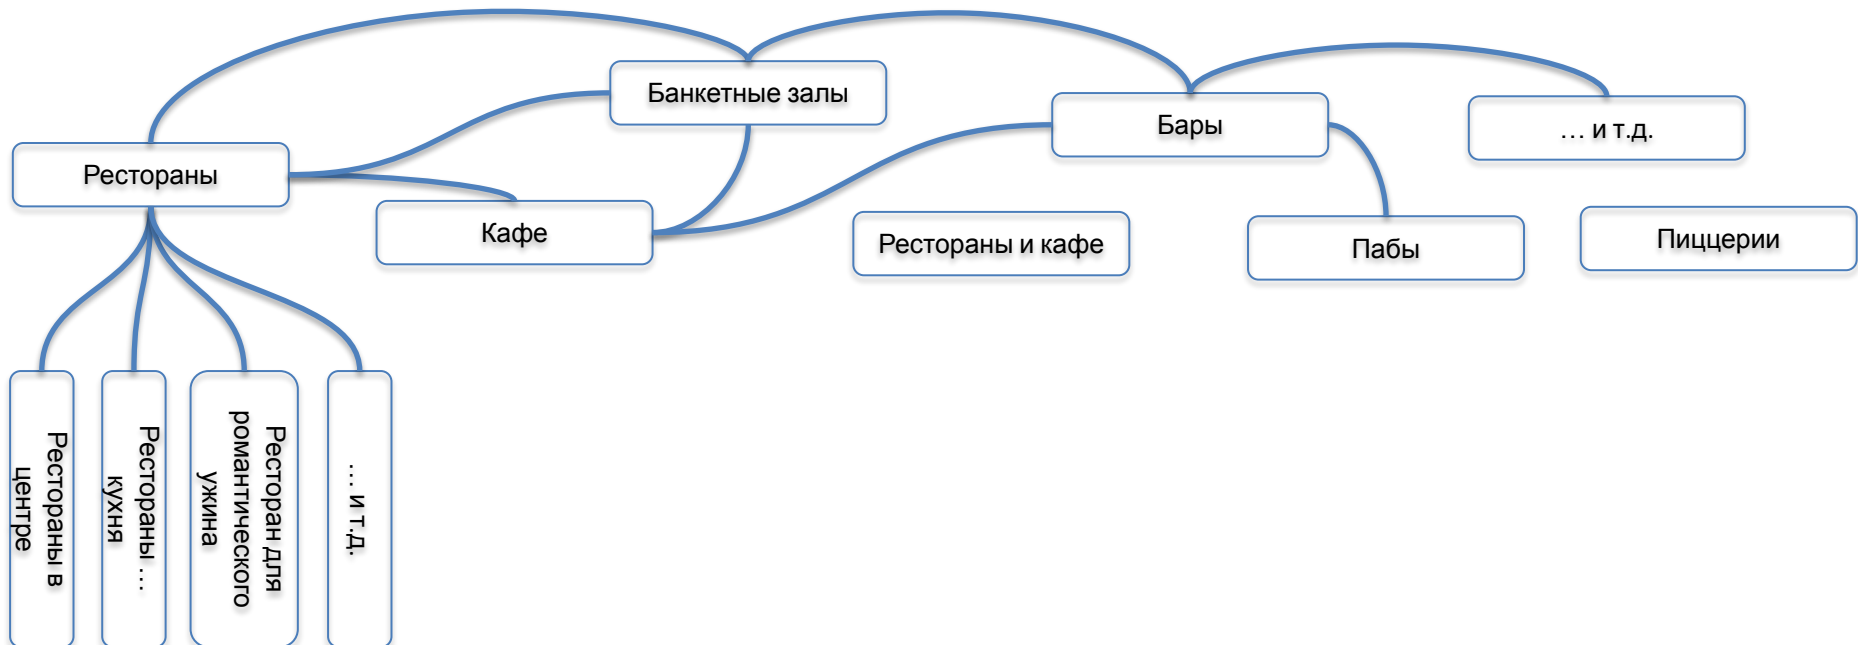 Банкетные залы
Бары
… и т.д.
Рестораны
Кафе
Рестораны и кафе
Пабы
Пиццерии
Рестораны в
центре
Рестораны …
кухня
Ресторан для
романтического
ужина
… и т.д.